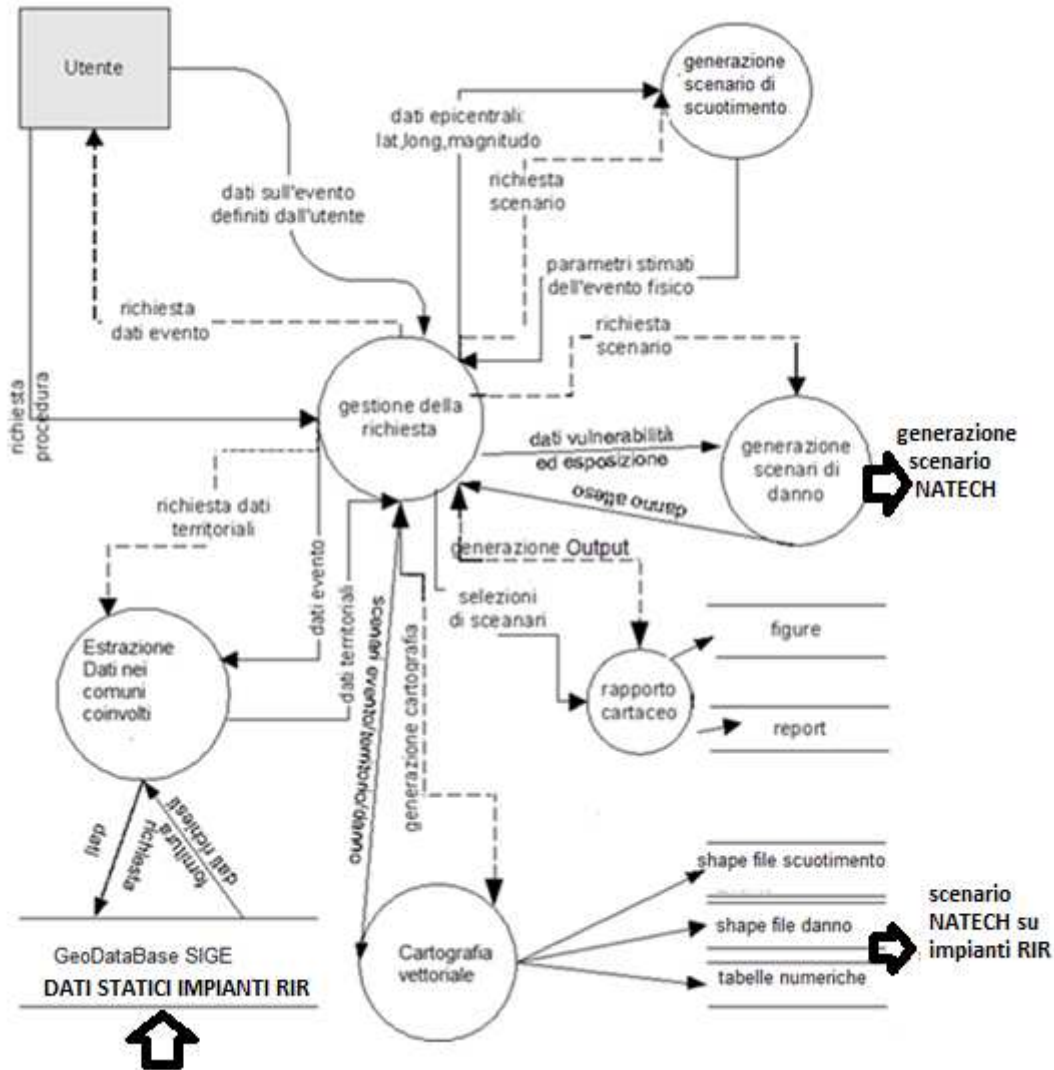 Utente
generazione
scenario di
scuotimento
dati epicentrali:
lat,long,magnitudo
richiesta
scenario
dati sull'evento
definiti dall'utente
parametri stimati
dell'evento fisico
richiesta
dati evento
richiesta
scenario
richiesta
procedura
gestione della
richiesta
dati vulnerabilità
ed esposizione
generazione
scenari di
danno
generazione
scenario
NATECH
danno atteso
richiesta dati
territoriali
generazione Output
dati evento
dati territoriali
selezioni
di sceanari
figure
Estrazione
Dati nei
comuni
coinvolti
scenari evento/territorio/danno
generazione cartografia
rapporto
cartaceo
report
dati
richiesta
fornitura
dati richiesti
shape file scuotimento
GeoDataBase SIGE
DATI STATICI IMPIANTI RIR
Cartografia
vettoriale
shape file danno
scenario
NATECH su
impianti RIR
tabelle numeriche